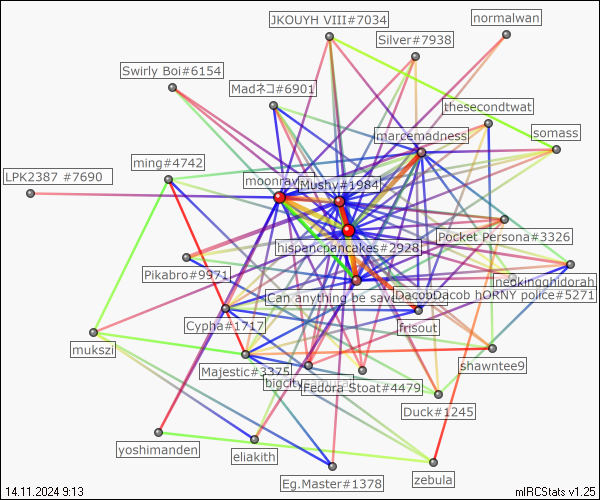 JKOUYH VIII#7034
normalwan
Silver#7938
Swirly Boi#6154
Madネコ#6901
thesecondtwat
marcemadness
somass
ming#4742
LPK2387 #7690
Mushy#1984
Pocket Persona#3326
hispancpancakes#2928
Pikabro#9971
neokingghidorah
Can anything be save
DacobDacob hORNY police#5271
Cypha#1717
frisout
mukszi
shawntee9
Majestic#3375
Fedora Stoat#4479
Duck#1245
yoshimanden
eliakith
zebula
Eg.Master#1378
14.11.2024 9:13
mIRCStats v1.25